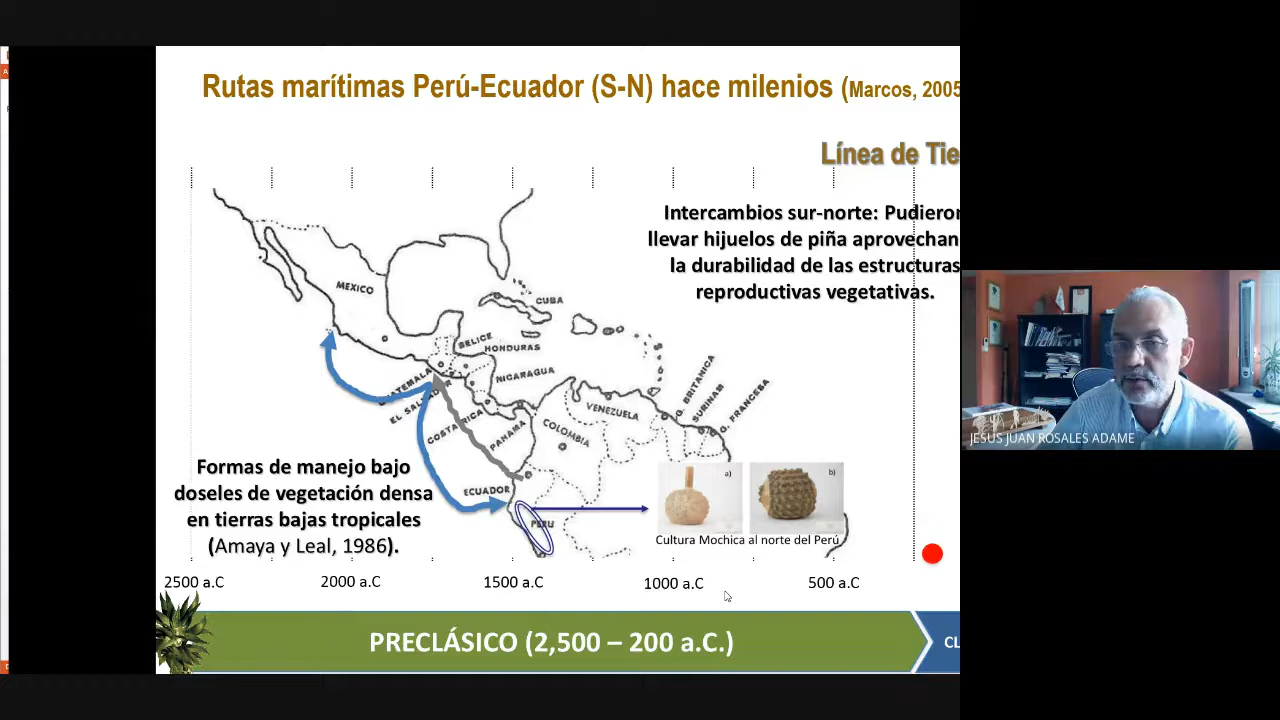 Rutas marítimas Perú-Ecuador (S-N) hace milenios (Marcos, 2005
Línea de Tie
Intercambios sur-norte: Pudieron
llevar hijuelos de piña aprovechan
la durabilidad de las estructuras
reproductivas vegetativas.
MEXICO
CUBA
BELICE
HONDURAS
GUATEMALA
NICARAGUA
EL SALVADOR
COSTA RICA
PANAMA
VENEZUELA
G. BRITANICA
SURINAM
G. FRANCESA
COLOMBIA
ECUADOR
PERU
Formas de manejo bajo
doseles de vegetación densa
en tierras bajas tropicales
(Amaya y Leal, 1986).
a)
b)
Cultura Mochica al norte del Perú
2500 a.C
2000 a.C
1500 a.C
1000 a.C
500 a.C
PRECLÁSICO (2,500 – 200 a.C.)
CL
JESUS JUAN ROSALES ADAME